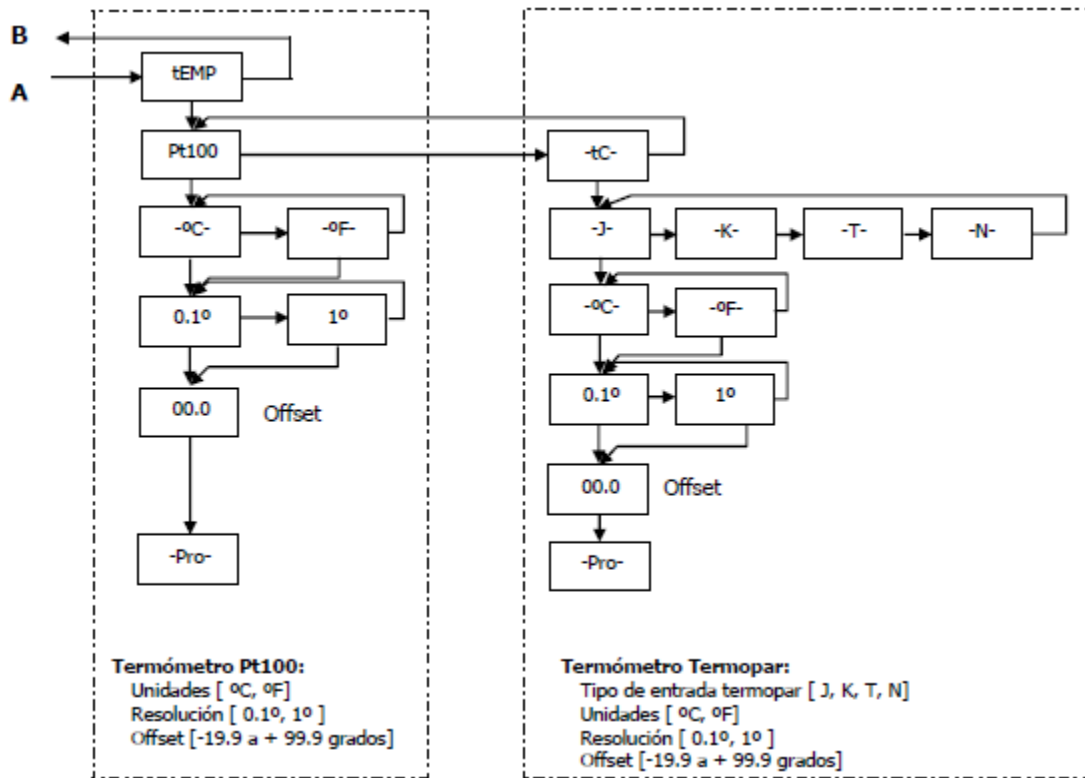 B
A
tEMP
Pt100
-ºC-
-ºF-
0.1º
1º
00.0
Offset
-Pro-
Termómetro Pt100:
Unidades [ ºC, ºF]
Resolución [ 0.1º, 1º ]
Offset [-19.9 a + 99.9 grados]
-tC-
-J-
-K-
-T-
-N-
-ºC-
-ºF-
0.1º
1º
00.0
Offset
-Pro-
Termómetro Termopar:
Tipo de entrada termopar [ J, K, T, N]
Unidades [ ºC, ºF]
Resolución [ 0.1º, 1º ]
Offset [-19.9 a + 99.9 grados]